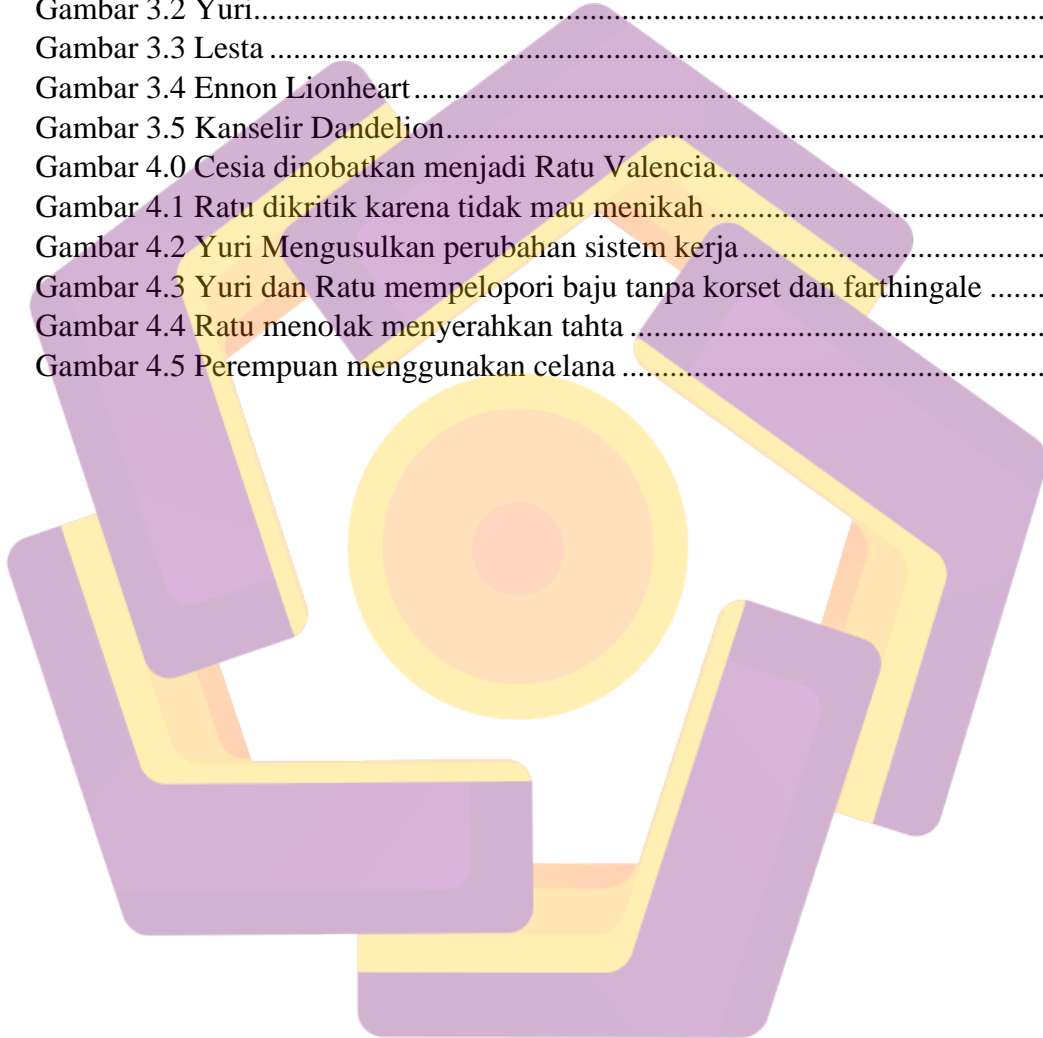 Gambar 3.2 Yuri....................................................................................................
Gambar 3.3 Lesta ..................................................................................................
Gambar 3.4 Ennon Lionheart................................................................................
Gambar 3.5 Kanselir Dandelion............................................................................
Gambar 4.0 Cesia dinobatkan menjadi Ratu Valencia.........................................
Gambar 4.1 Ratu dikritik karena tidak mau menikah ..........................................
Gambar 4.2 Yuri Mengusulkan perubahan sistem kerja......................................
Gambar 4.3 Yuri dan Ratu mempelopori baju tanpa korset dan farthingale .......
Gambar 4.4 Ratu menolak menyerahkan tahta ....................................................
Gambar 4.5 Perempuan menggunakan celana .....................................................